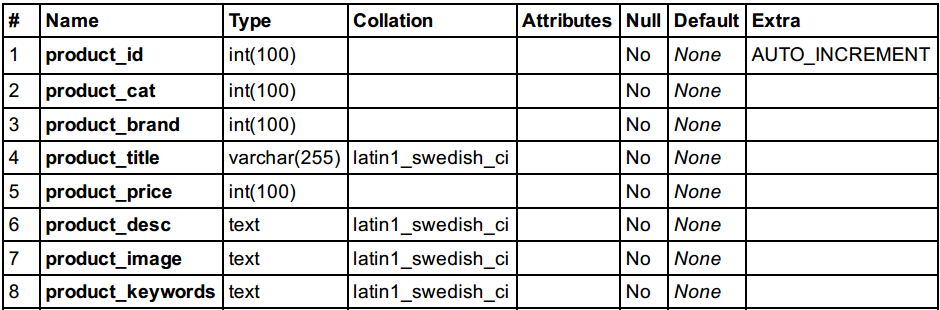 # Name Type Collation Attributes Null Default Extra
1 product_id int(100) No None AUTO_INCREMENT
2 product_cat int(100) No None
3 product_brand int(100) No None
4 product_title varchar(255) latin1_swedish_ci No None
5 product_price int(100) No None
6 product_desc text latin1_swedish_ci No None
7 product_image text latin1_swedish_ci No None
8 product_keywords text latin1_swedish_ci No None